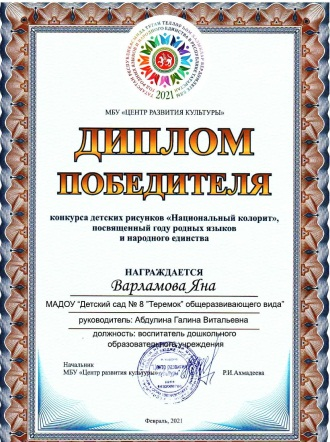 2021
МБУ «ЦЕНТР РАЗВИТИЯ КУЛЬТУРЫ»
ДИПЛОМ
ПОБЕДИТЕЛЯ
конкурса детских рисунков «Национальный колорит»,
посвященный году родных языков
и народного единства
НАГРАЖДАЕТСЯ
Варламова Яна
МАДОУ "Детский сад № 8 "Теремок" общеразвивающего вида"
руководитель: Абдулина Галина Витальевна
должность: воспитатель дошкольного
образовательного учреждения
Начальник
МБУ «Центр развития культуры»
Р.И.Ахмадеева
Февраль, 2021